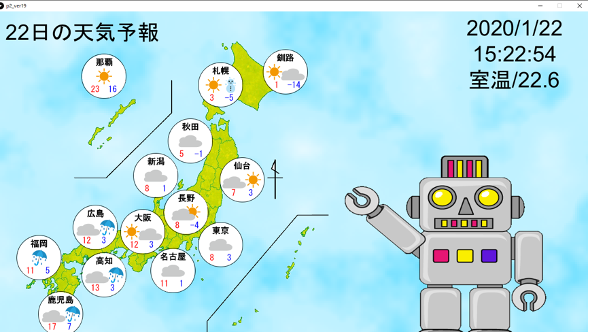 p2_ver19
22日の天気予報
2020/1/22
15:22:54
室温/22.6
那覇
23 16
釧路
1 -14
札幌
3 -5
秋田
5 -1
新潟
8 1
仙台
7 3
長野
8 -4
広島
12 3
大阪
12 3
東京
8 3
福岡
11 5
高知
13 3
名古屋
11 1
鹿児島
17 7